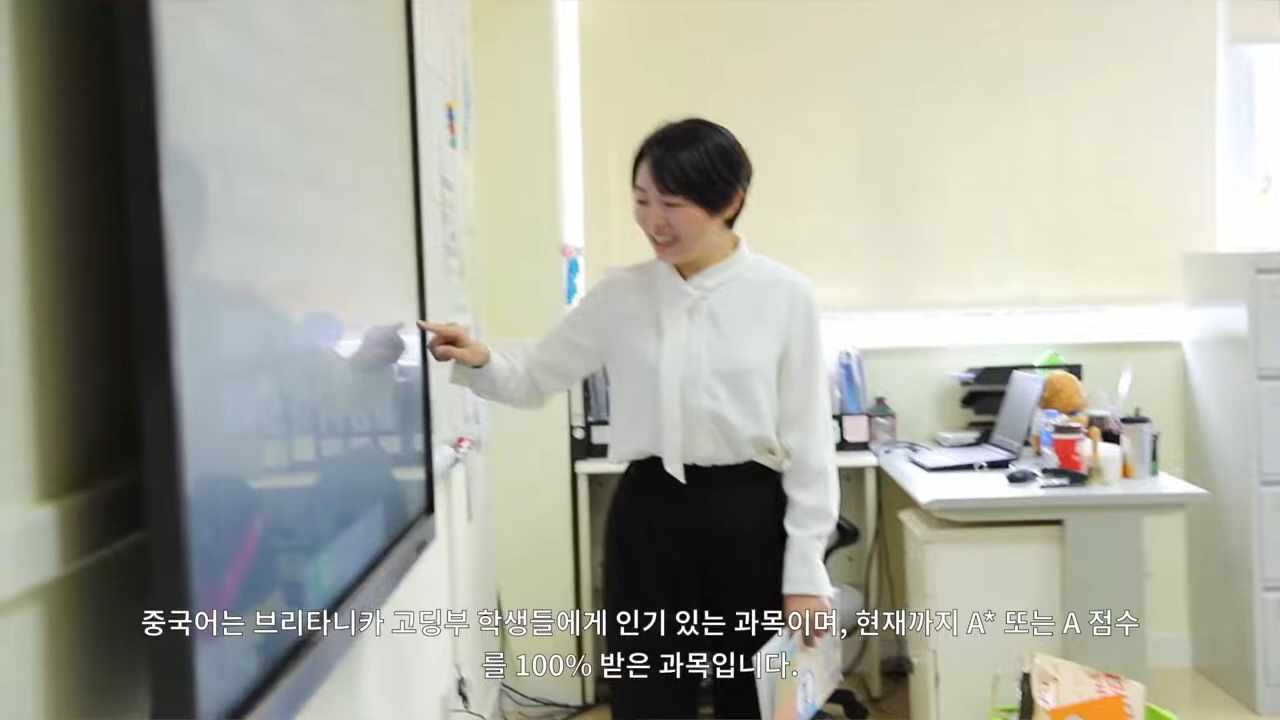 중국어는 브리타니카 고딩부 학생들에게 인기 있는 과목이며, 현재까지 A* 또는 A 점수
를 100% 받은 과목입니다.